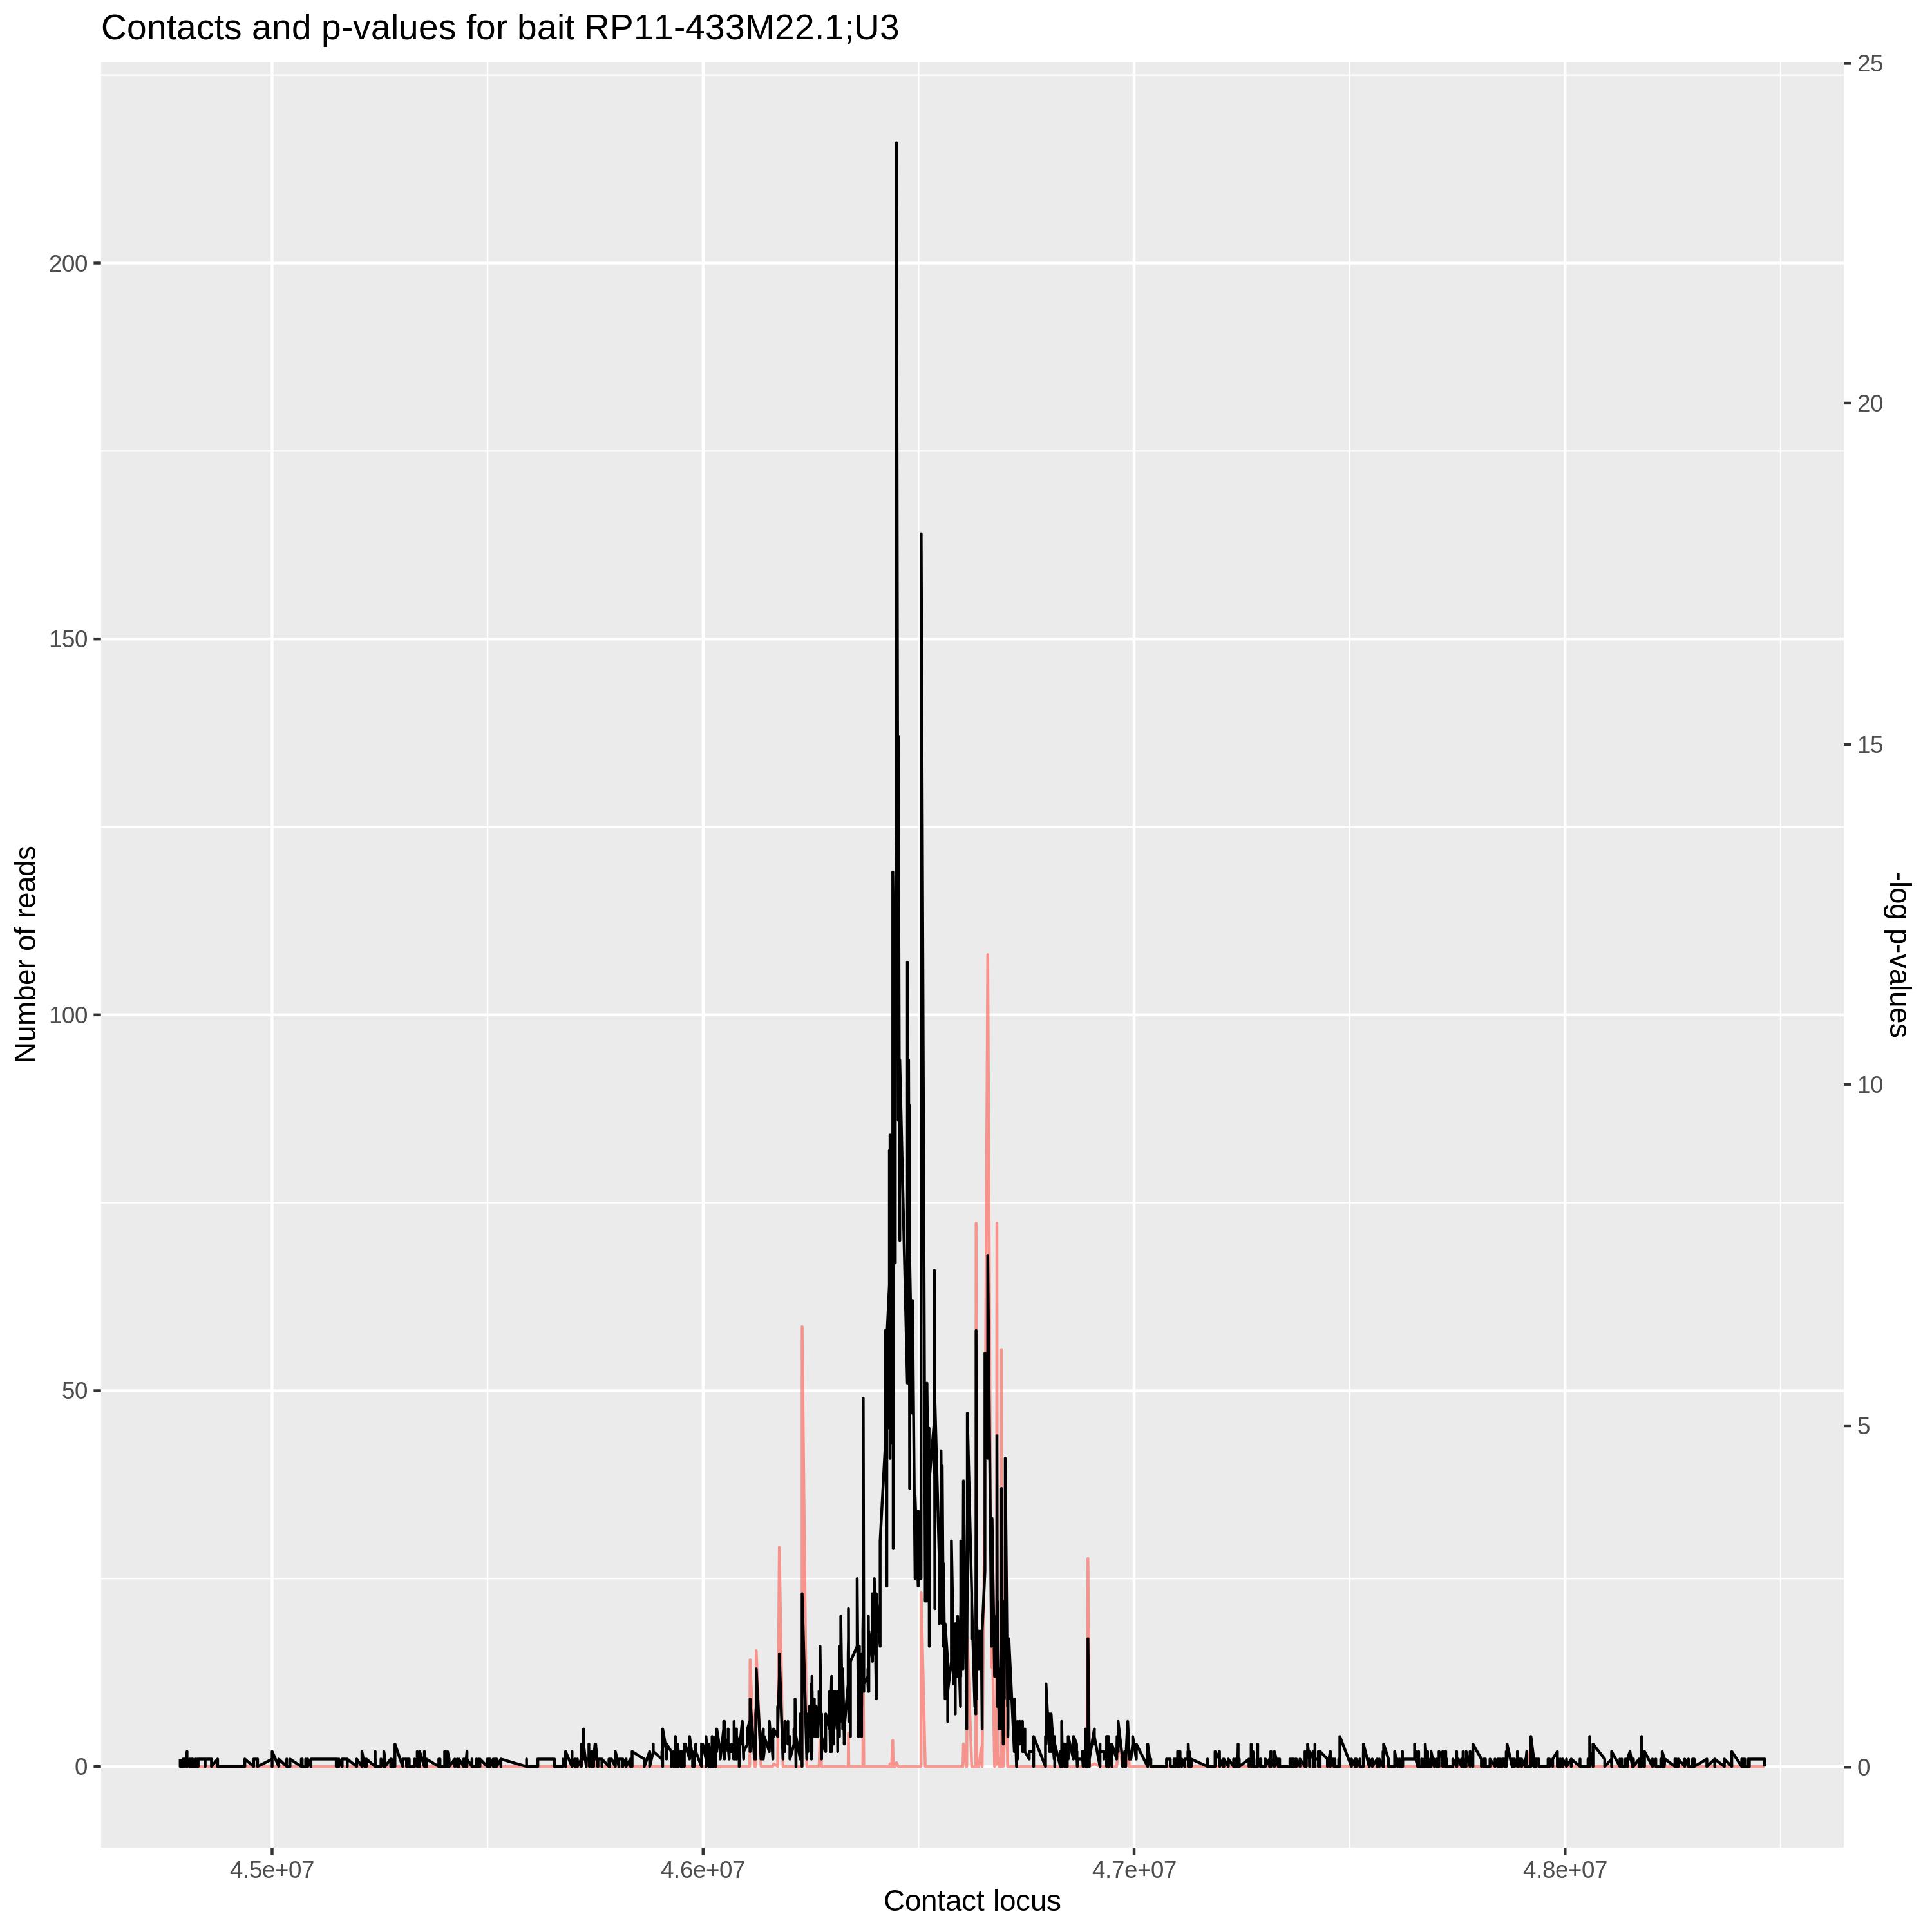 Contacts and p-values for bait RP11-433M22.1;U3
25
200
20
150
15
Number of reads
-log p-values
100
10
50
5
0
0
4.5e+07
4.6e+07
4.7e+07
4.8e+07
Contact locus